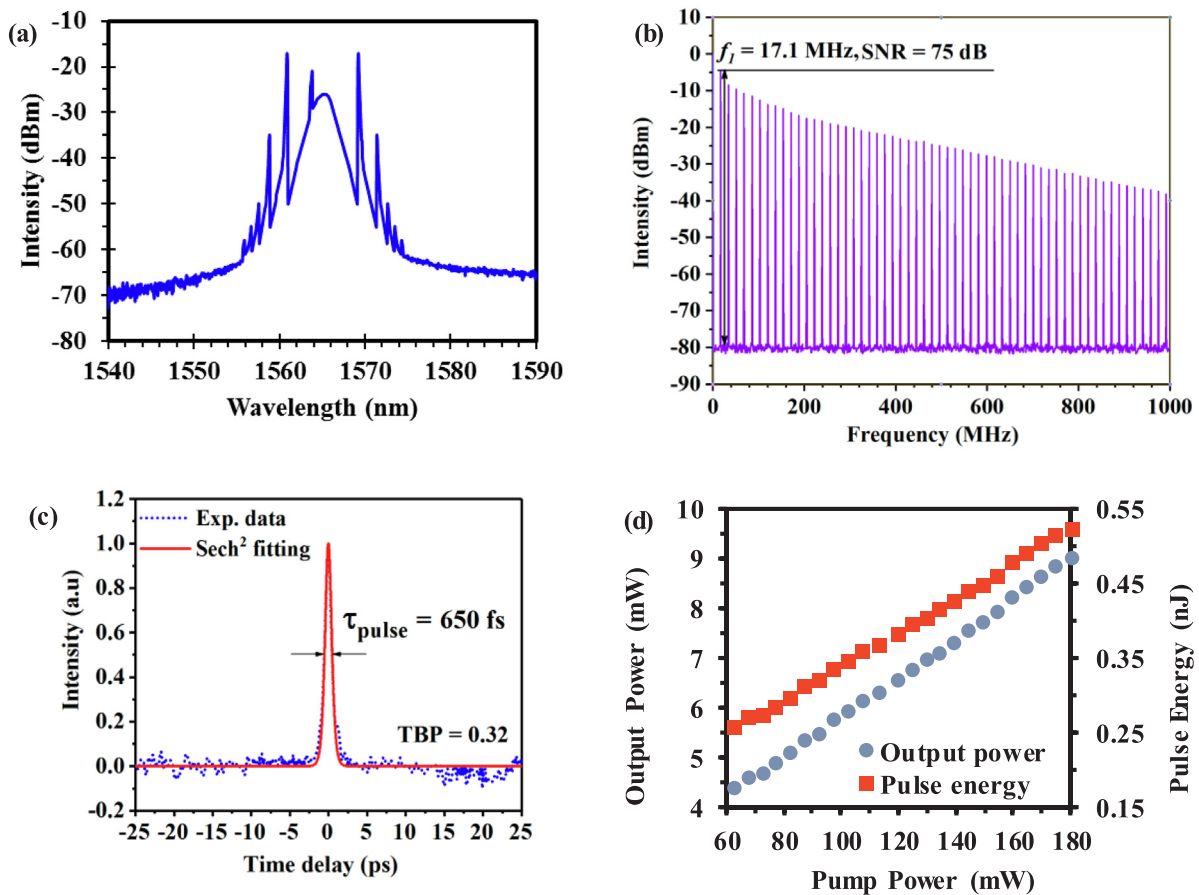 (a)
-10
-20
-30
-40
-50
-60
-70
-80
Intensity (dBm)
1540 1550 1560 1570 1580 1590
Wavelength (nm)
(b)
10
0
-10
-20
-30
-40
-50
-60
-70
-80
-90
Intensity (dBm)
f1 = 17.1 MHz, SNR = 75 dB
0 200 400 600 800 1000
Frequency (MHz)
(c)
1.2
1.0
0.8
0.6
0.4
0.2
0.0
-0.2
Intensity (a.u)
Exp. data
Sech² fitting
τpulse = 650 fs
TBP = 0.32
-25 -20 -15 -10 -5 0 5 10 15 20 25
Time delay (ps)
(d)
10
9
8
7
6
5
4
Output Power (mW)
0.55
0.45
0.35
0.25
0.15
Pulse Energy (nJ)
Output power
Pulse energy
60 80 100 120 140 160 180
Pump Power (mW)